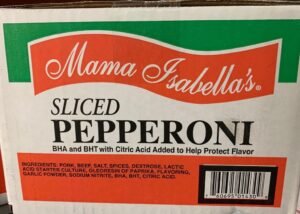 Mama Isabella's®
SLICED
PEPPERONI
BHA and BHT with Citric Acid Added to Help Protect Flavor
INGREDIENTS: PORK, BEEF, SALT, SPICES, DEXTROSE, LACTIC
ACID STARTER CULTURE, OLEORESIN OF PAPRIKA, FLAVORING,
GARLIC POWDER, SODIUM NITRITE, BHA, BHT, CITRIC ACID.